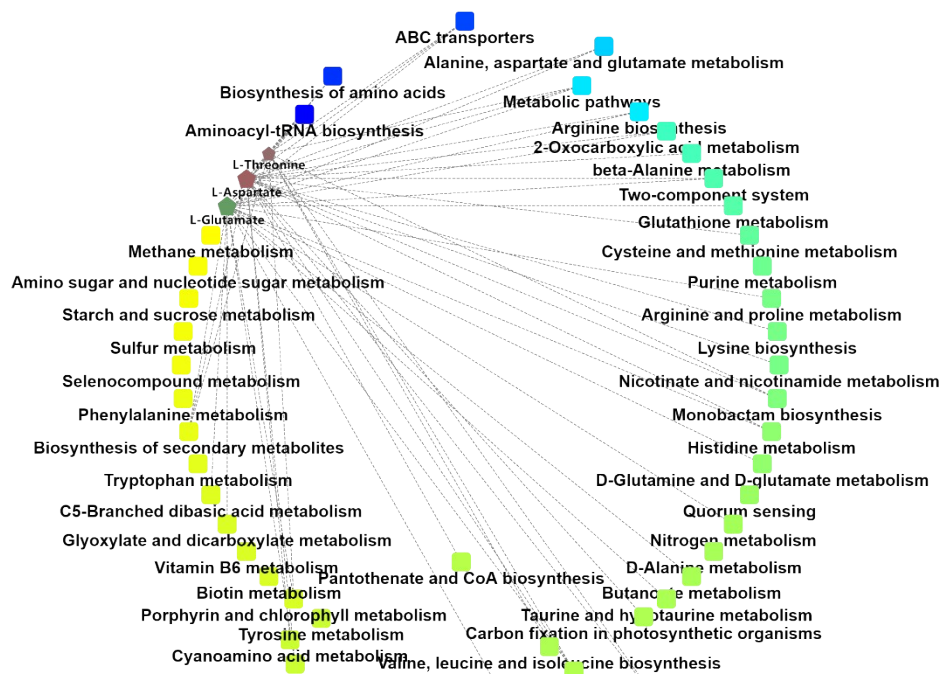 ABC transporters
Alanine, aspartate and glutamate metabolism
Biosynthesis of amino acids
Metabolic pathways
Aminoacyl-tRNA biosynthesis
Arginine biosynthesis
2-Oxocarboxylic acid metabolism
L-Threonine
beta-Alanine metabolism
L-Aspartate
Two-component system
L-Glutamate
Glutathione metabolism
Methane metabolism
Cysteine and methionine metabolism
Amino sugar and nucleotide sugar metabolism
Purine metabolism
Starch and sucrose metabolism
Arginine and proline metabolism
Sulfur metabolism
Lysine biosynthesis
Selenocompound metabolism
Nicotinate and nicotinamide metabolism
Phenylalanine metabolism
Monobactam biosynthesis
Biosynthesis of secondary metabolites
Histidine metabolism
Tryptophan metabolism
D-Glutamine and D-glutamate metabolism
C5-Branched dibasic acid metabolism
Quorum sensing
Glyoxylate and dicarboxylate metabolism
Nitrogen metabolism
Vitamin B6 metabolism
D-Alanine metabolism
Pantothenate and CoA biosynthesis
Biotin metabolism
Butanoate metabolism
Porphyrin and chlorophyll metabolism
Taurine and hypotaurine metabolism
Tyrosine metabolism
Carbon fixation in photosynthetic organisms
Cyanoamino acid metabolism
Valine, leucine and isoleucine biosynthesis